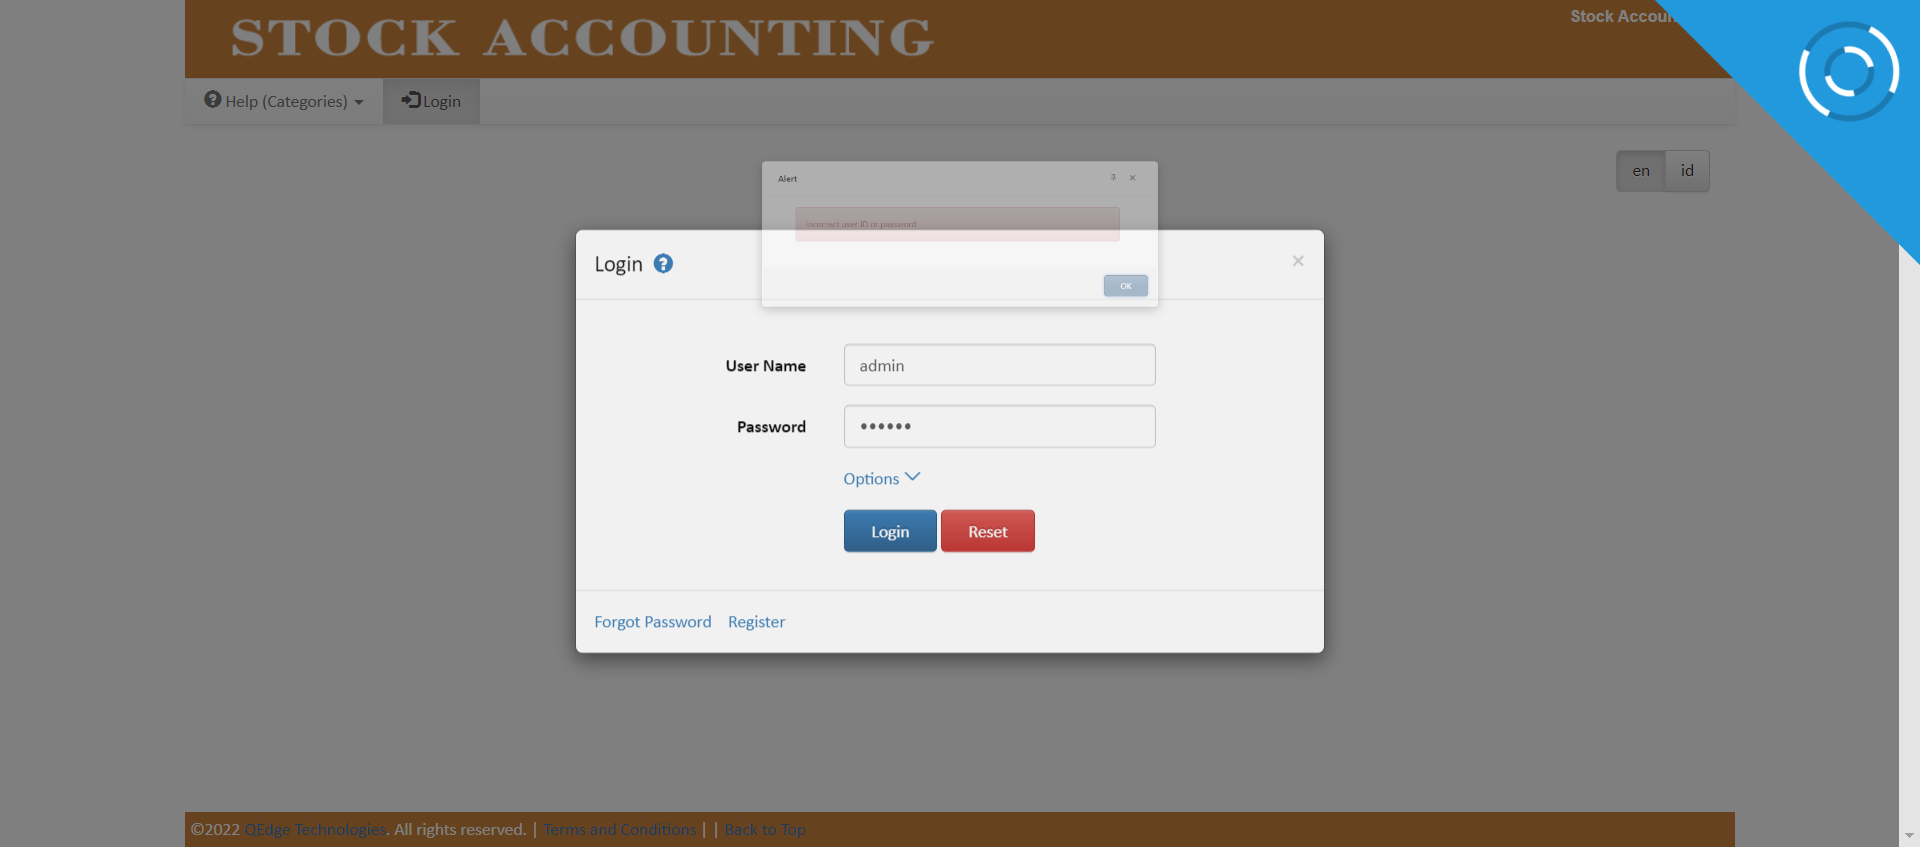 STOCK ACCOUNTING
Stock Accoun
Help (Categories)
Login
en
id
Alert
Incorrect user ID or password
OK
Login
User Name
admin
Password
Options
Login
Reset
Forgot Password
Register
©2022 QEdge Technologies. All rights reserved. | Terms and Conditions | | Back to Top